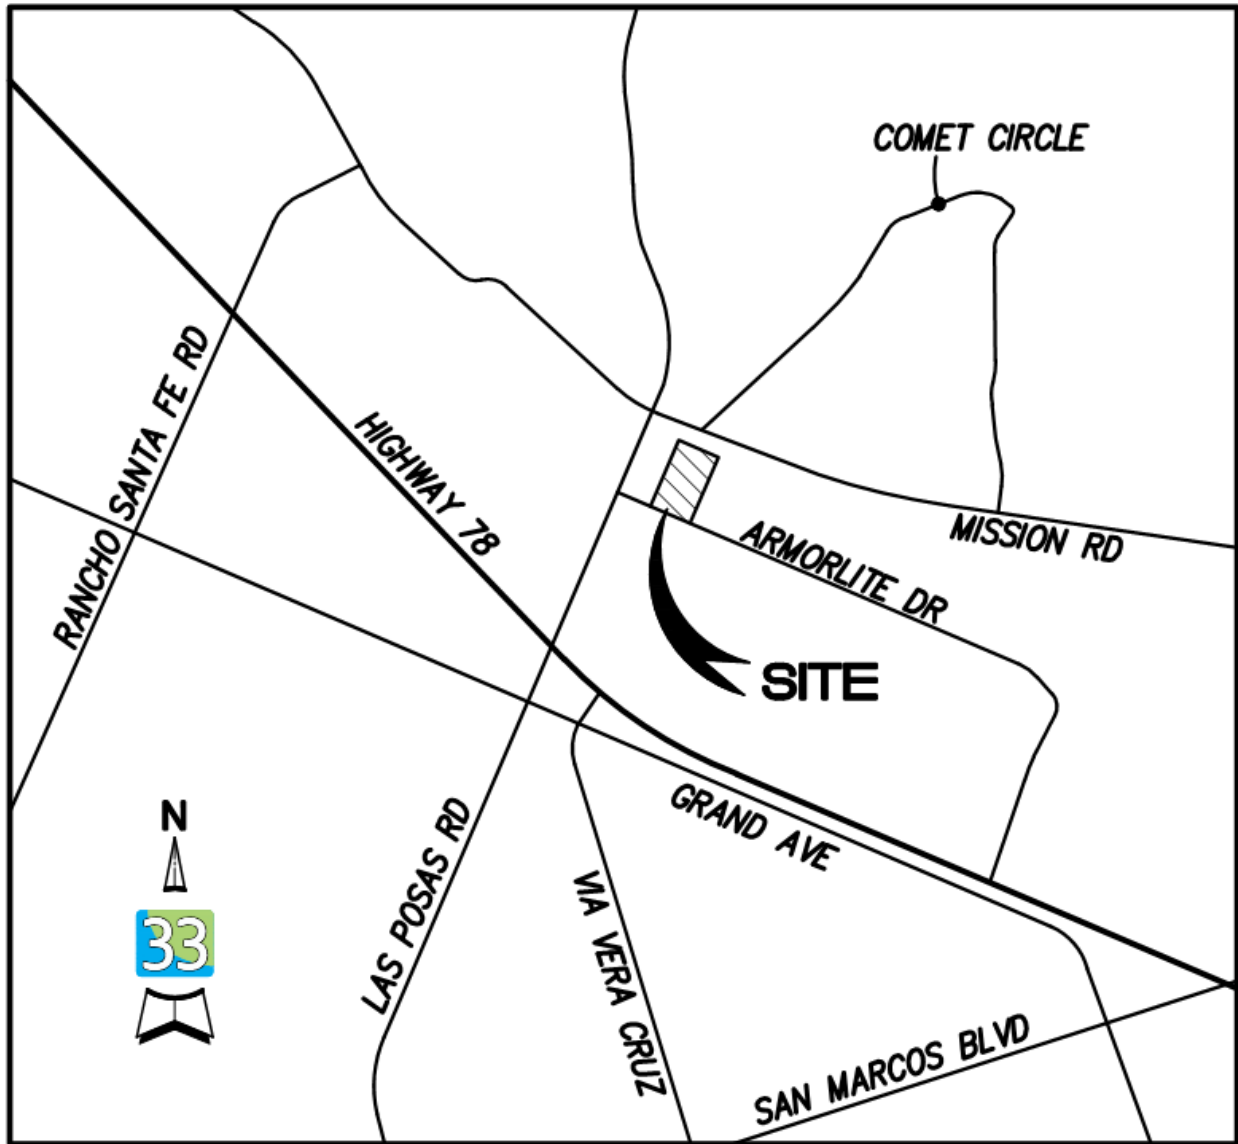 COMET CIRCLE
RANCHO SANTA FE RD
HIGHWAY 78
MISSION RD
ARMORLITE DR
SITE
GRAND AVE
N
33
LAS POSAS RD
VIA VERA CRUZ
SAN MARCOS BLVD